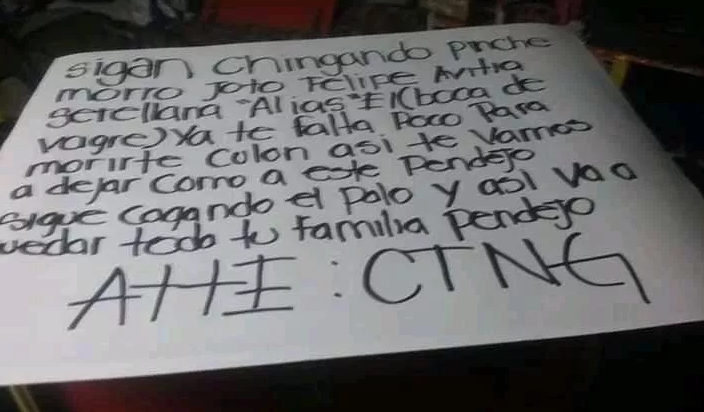 sigan chingando pinche
morro joto Felipe Avitia
serellana "Alias" El (boca de
vagre) Ya te falta Poco Para
morirte Colon asi te Vamos
a dejar Como a este Pendejo
sigue cagando el Palo y asi va a
uedar todo tu familia Pendejo
ATTE : CTNG